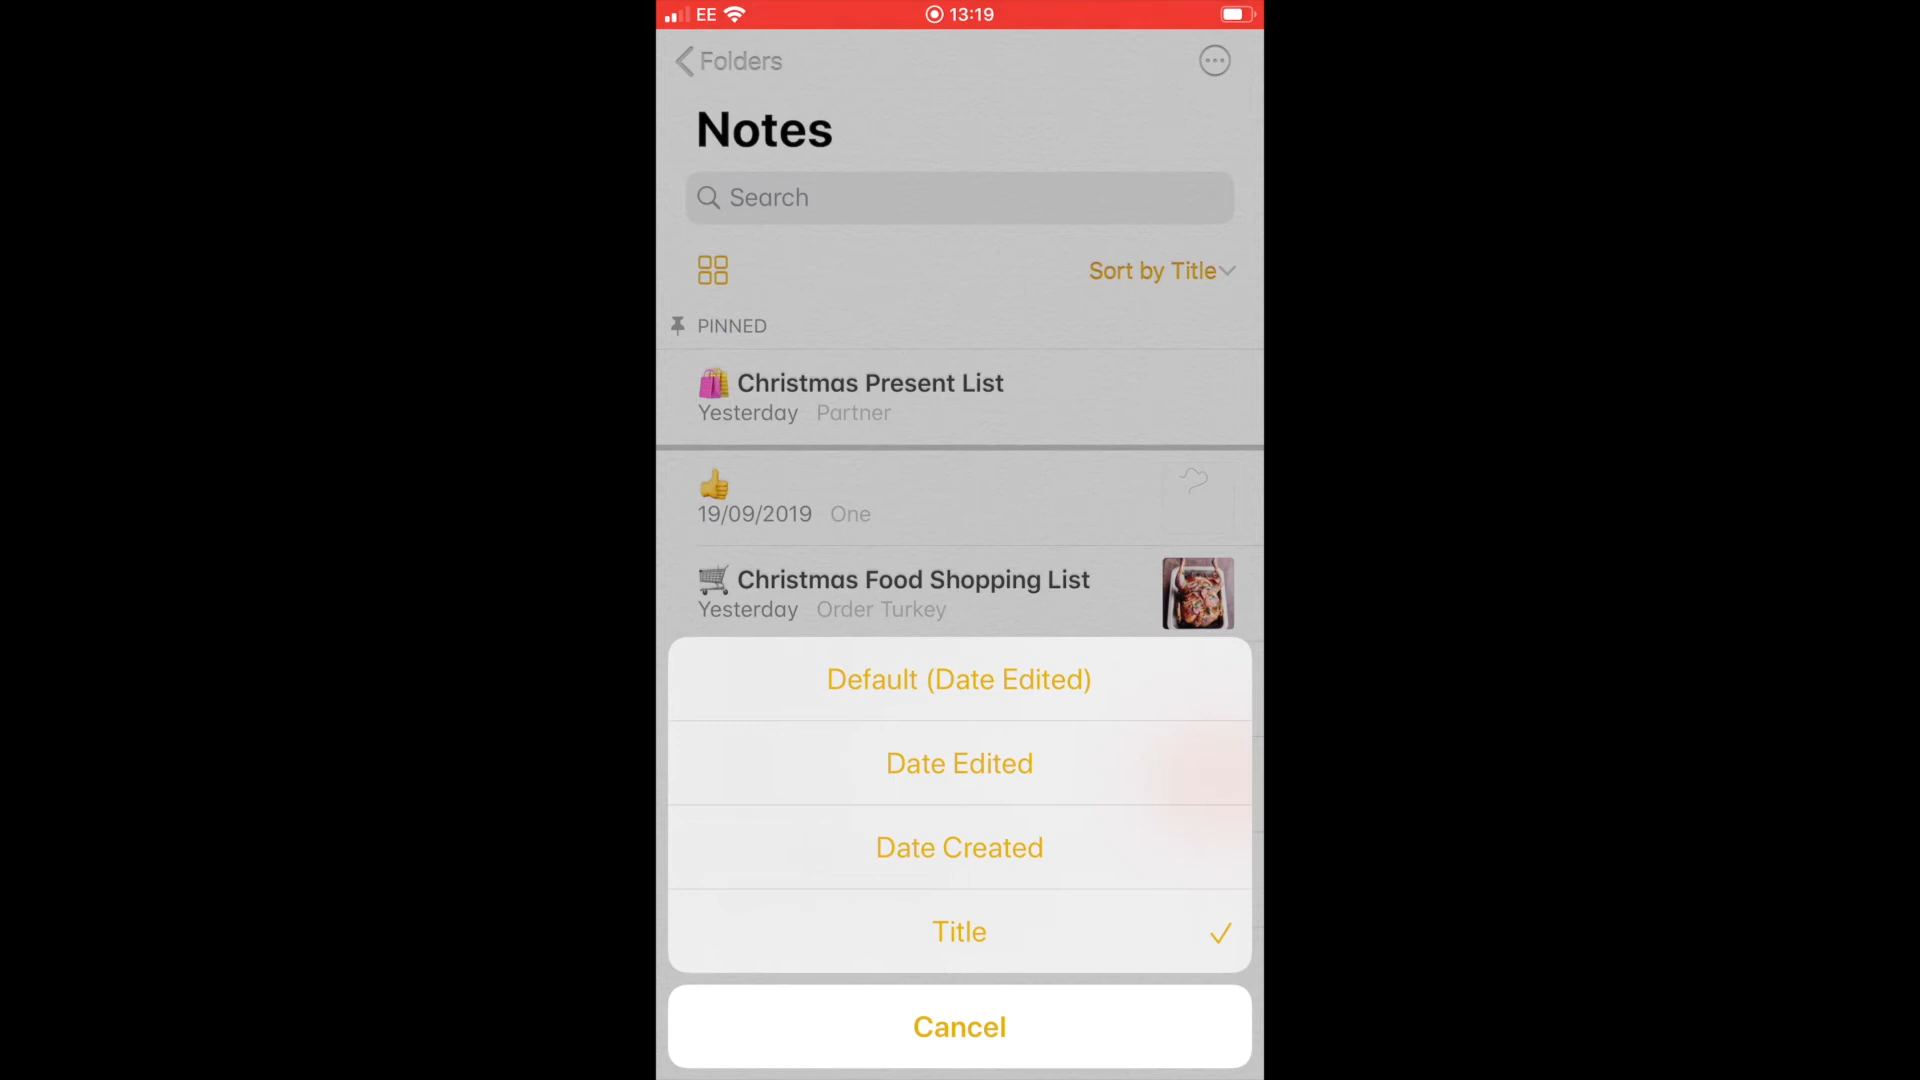 EE 13:19
Folders
Notes
Search
Sort by Title
PINNED
Christmas Present List
Yesterday Partner
19/09/2019 One
Christmas Food Shopping List
Yesterday Order Turkey
Default (Date Edited)
Date Edited
Date Created
Title
Cancel